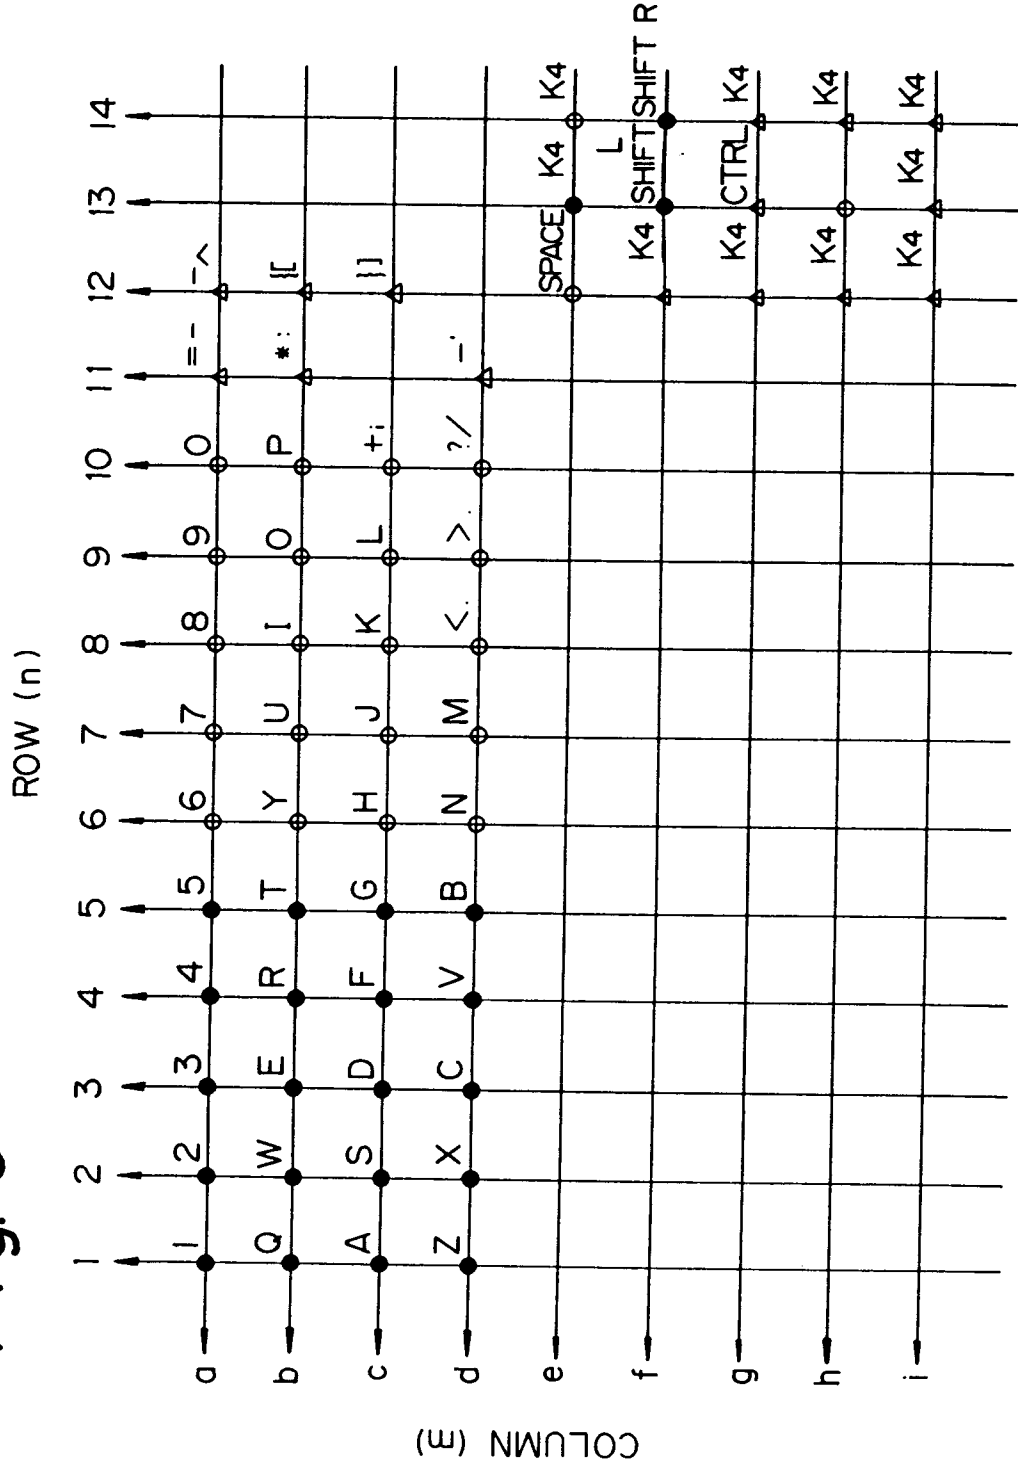 ROW (n)
1 2 3 4 5 6 7 8 9 10 11 12 13 14
a 1 2 3 4 5 6 7 8 9 0 =- -^
b Q W E R T Y U I O P *: ][
c A S D F G H J K L +i }]
d Z X C V B N M <. >. ?/ -'
e SPACE K4 K4
f K4 SHIFT L SHIFT R
g K4 CTRL K4
h K4 K4
i K4 K4 K4
COLUMN (m)